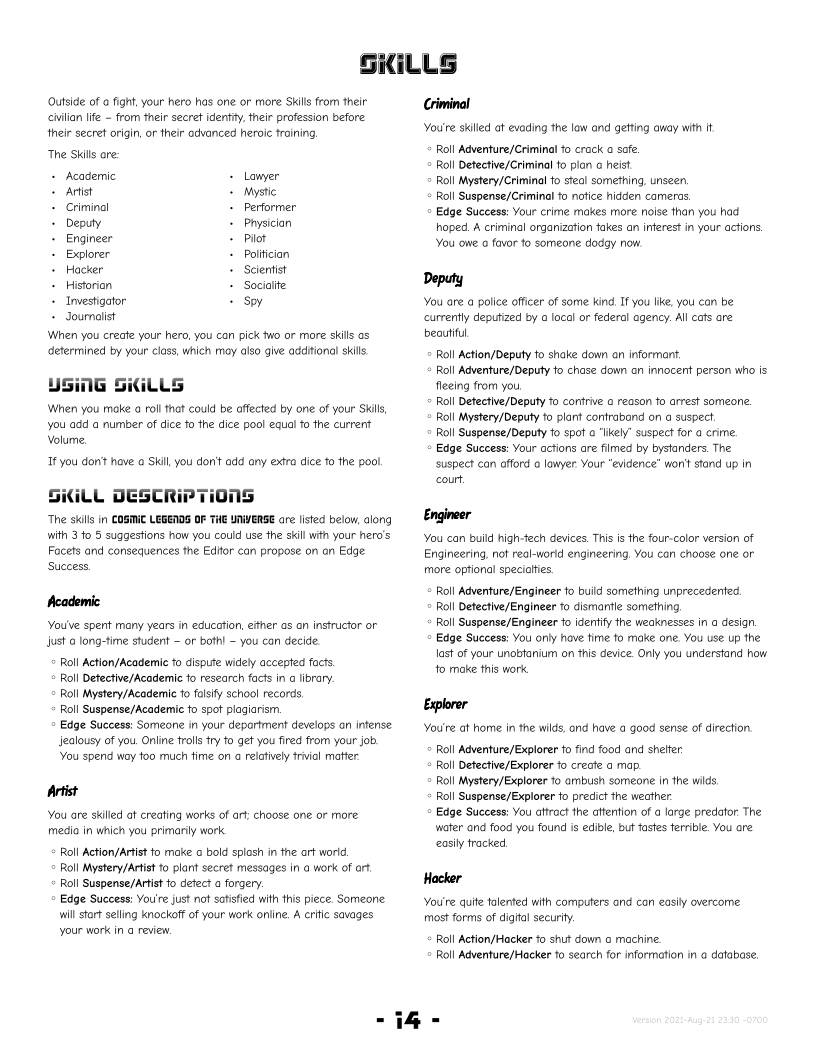 SKILLS
Outside of a fight, your hero has one or more Skills from their
civilian life – from their secret identity, their profession before
their secret origin, or their advanced heroic training.
The Skills are:
• Academic
• Artist
• Criminal
• Deputy
• Engineer
• Explorer
• Hacker
• Historian
• Investigator
• Journalist
• Lawyer
• Mystic
• Performer
• Physician
• Pilot
• Politician
• Scientist
• Socialite
• Spy
When you create your hero, you can pick two or more skills as
determined by your class, which may also give additional skills.
USING SKILLS
When you make a roll that could be affected by one of your Skills,
you add a number of dice to the dice pool equal to the current
Volume.
If you don't have a Skill, you don't add any extra dice to the pool.
SKILL DESCRIPTIONS
The skills in COSMIC LEGENDS OF THE UNIVERSE are listed below, along
with 3 to 5 suggestions how you could use the skill with your hero's
Facets and consequences the Editor can propose on an Edge
Success.
Academic
You've spent many years in education, either as an instructor or
just a long-time student – or both! – you can decide.
◦ Roll Action/Academic to dispute widely accepted facts.
◦ Roll Detective/Academic to research facts in a library.
◦ Roll Mystery/Academic to falsify school records.
◦ Roll Suspense/Academic to spot plagiarism.
◦ Edge Success: Someone in your department develops an intense
jealousy of you. Online trolls try to get you fired from your job.
You spend way too much time on a relatively trivial matter.
Artist
You are skilled at creating works of art; choose one or more
media in which you primarily work.
◦ Roll Action/Artist to make a bold splash in the art world.
◦ Roll Mystery/Artist to plant secret messages in a work of art.
◦ Roll Suspense/Artist to detect a forgery.
◦ Edge Success: You're just not satisfied with this piece. Someone
will start selling knockoff of your work online. A critic savages
your work in a review.
Criminal
You're skilled at evading the law and getting away with it.
◦ Roll Adventure/Criminal to crack a safe.
◦ Roll Detective/Criminal to plan a heist.
◦ Roll Mystery/Criminal to steal something, unseen.
◦ Roll Suspense/Criminal to notice hidden cameras.
◦ Edge Success: Your crime makes more noise than you had
hoped. A criminal organization takes an interest in your actions.
You owe a favor to someone dodgy now.
Deputy
You are a police officer of some kind. If you like, you can be
currently deputized by a local or federal agency. All cats are
beautiful.
◦ Roll Action/Deputy to shake down an informant.
◦ Roll Adventure/Deputy to chase down an innocent person who is
fleeing from you.
◦ Roll Detective/Deputy to contrive a reason to arrest someone.
◦ Roll Mystery/Deputy to plant contraband on a suspect.
◦ Roll Suspense/Deputy to spot a "likely" suspect for a crime.
◦ Edge Success: Your actions are filmed by bystanders. The
suspect can afford a lawyer. Your "evidence" won't stand up in
court.
Engineer
You can build high-tech devices. This is the four-color version of
Engineering, not real-world engineering. You can choose one or
more optional specialties.
◦ Roll Adventure/Engineer to build something unprecedented.
◦ Roll Detective/Engineer to dismantle something.
◦ Roll Suspense/Engineer to identify the weaknesses in a design.
◦ Edge Success: You only have time to make one. You use up the
last of your unobtanium on this device. Only you understand how
to make this work.
Explorer
You're at home in the wilds, and have a good sense of direction.
◦ Roll Adventure/Explorer to find food and shelter.
◦ Roll Detective/Explorer to create a map.
◦ Roll Mystery/Explorer to ambush someone in the wilds.
◦ Roll Suspense/Explorer to predict the weather.
◦ Edge Success: You attract the attention of a large predator. The
water and food you found is edible, but tastes terrible. You are
easily tracked.
Hacker
You're quite talented with computers and can easily overcome
most forms of digital security.
◦ Roll Action/Hacker to shut down a machine.
◦ Roll Adventure/Hacker to search for information in a database.
- 14 -
Version 2021-Aug-21 23:30 -0700